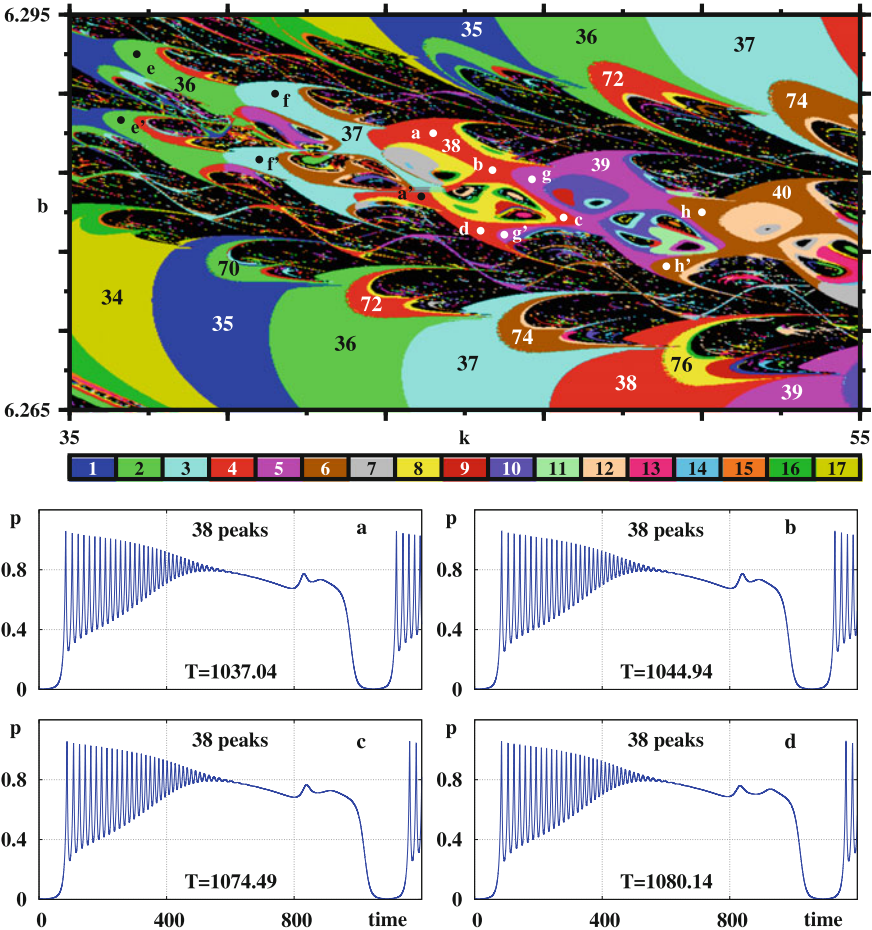 6.295
35
36
37
e
36
72
74
f
e'
37
a
38
f'
b
g
39
a'
40
b
h
c
d
g'
h'
70
34
72
35
36
74
37
76
38
39
6.265
35
k
55
1 2 3 4 5 6 7 8 9 10 11 12 13 14 15 16 17
p 38 peaks a
0.8
0.4
T=1037.04
0
p 38 peaks b
0.8
0.4
T=1044.94
0
p 38 peaks c
0.8
0.4
T=1074.49
0
0 400 800 time
p 38 peaks d
0.8
0.4
T=1080.14
0
0 400 800 time